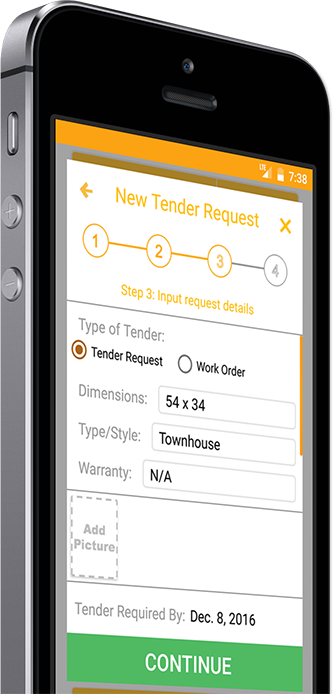 LTE 7:38
New Tender Request
1 2 3 4
Step 3: Input request details
Type of Tender:
Tender Request Work Order
Dimensions: 54 x 34
Type/Style: Townhouse
Warranty: N/A
Add
Picture
Tender Required By: Dec. 8, 2016
CONTINUE